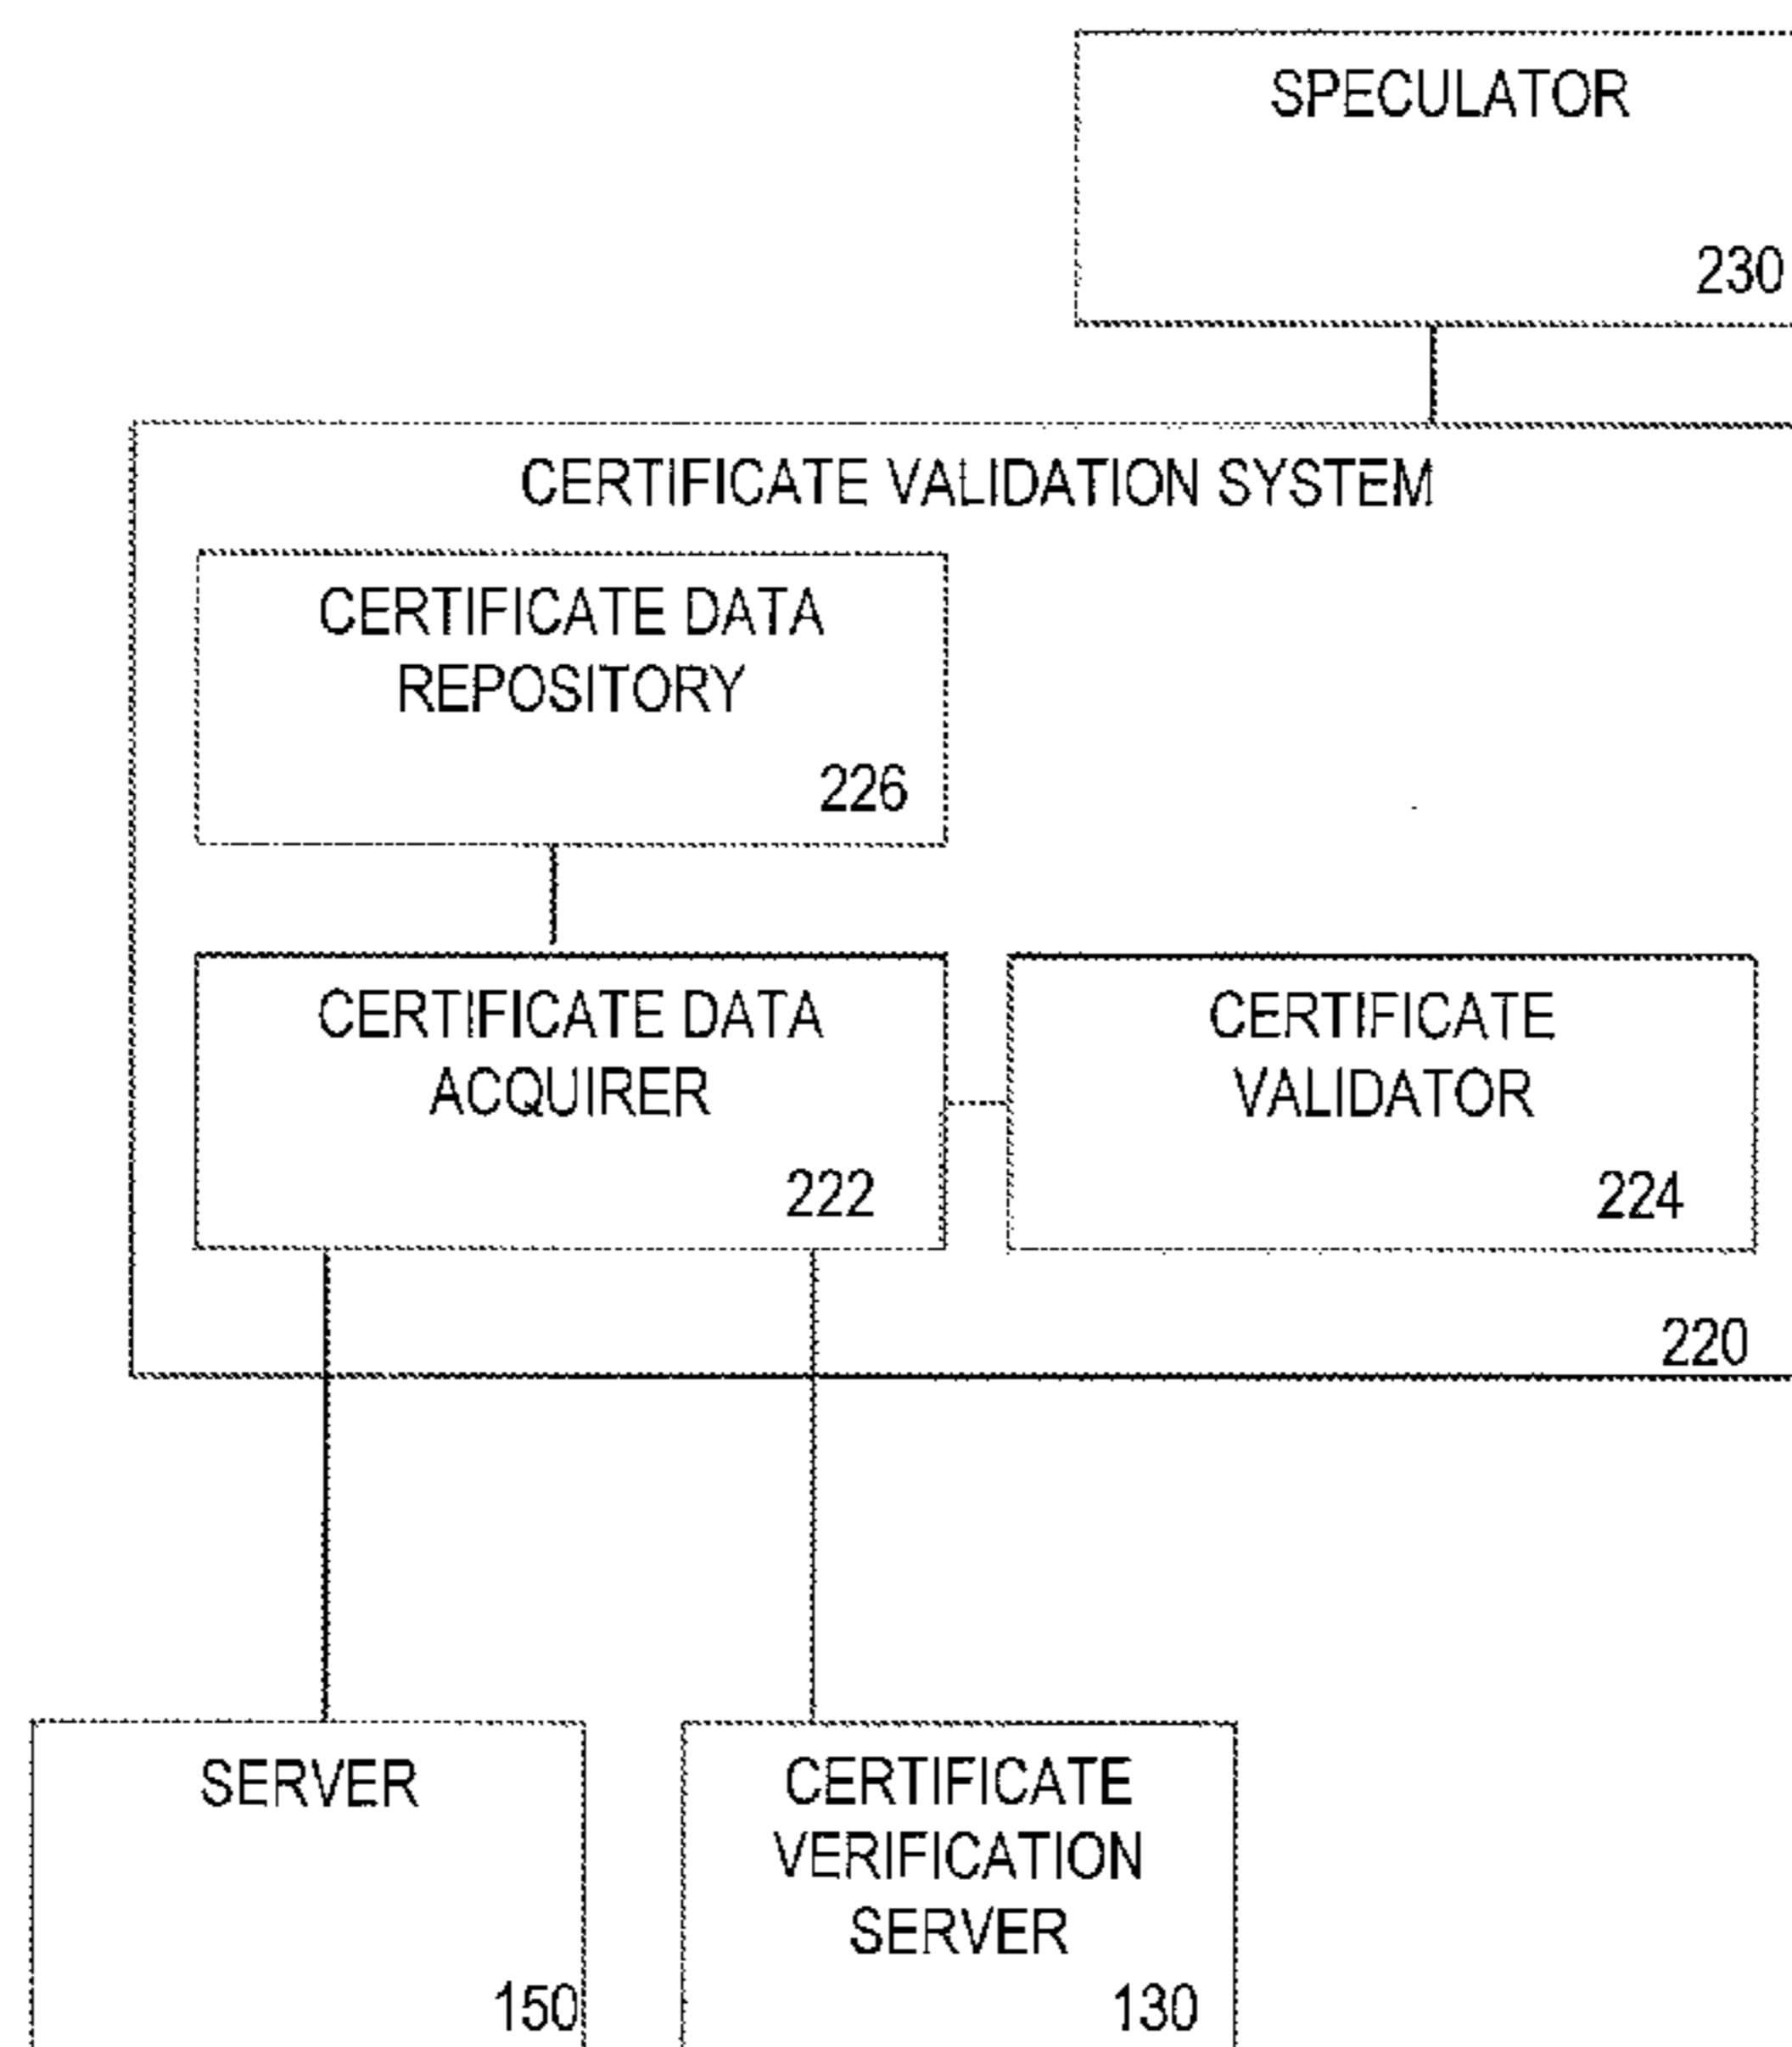 SPECULATOR
230
CERTIFICATE VALIDATION SYSTEM
CERTIFICATE DATA
REPOSITORY
226
CERTIFICATE DATA
ACQUIRER
222
CERTIFICATE
VALIDATOR
224
220
SERVER
150
CERTIFICATE
VERIFICATION
SERVER
130